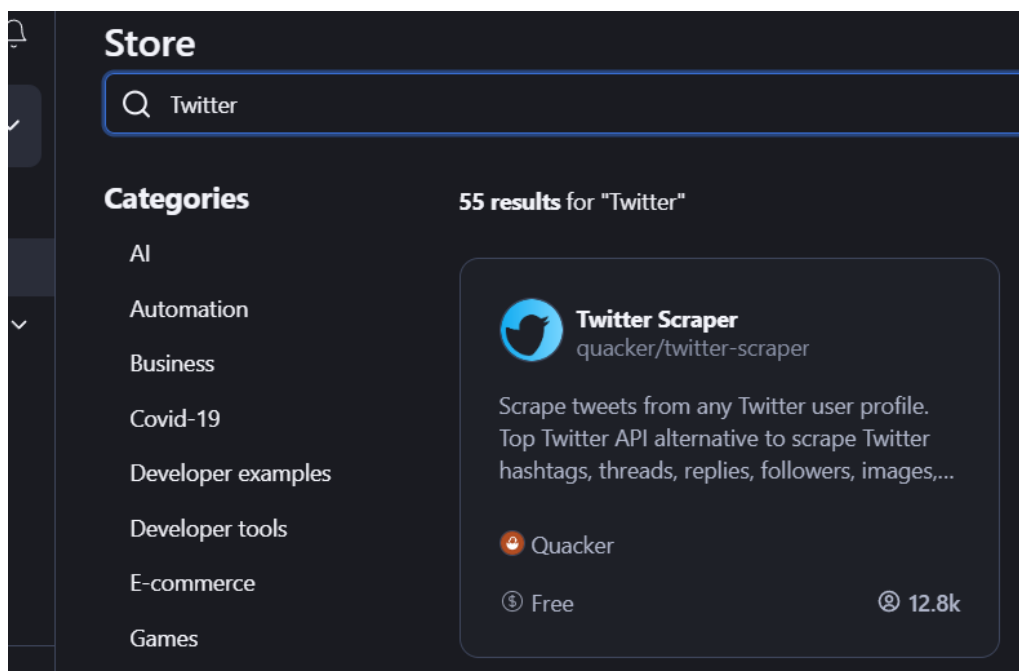 Store
Twitter
Categories
AI
Automation
Business
Covid-19
Developer examples
Developer tools
E-commerce
Games
55 results for "Twitter"
Twitter Scraper
quacker/twitter-scraper
Scrape tweets from any Twitter user profile.
Top Twitter API alternative to scrape Twitter
hashtags, threads, replies, followers, images,...
Quacker
Free
12.8k